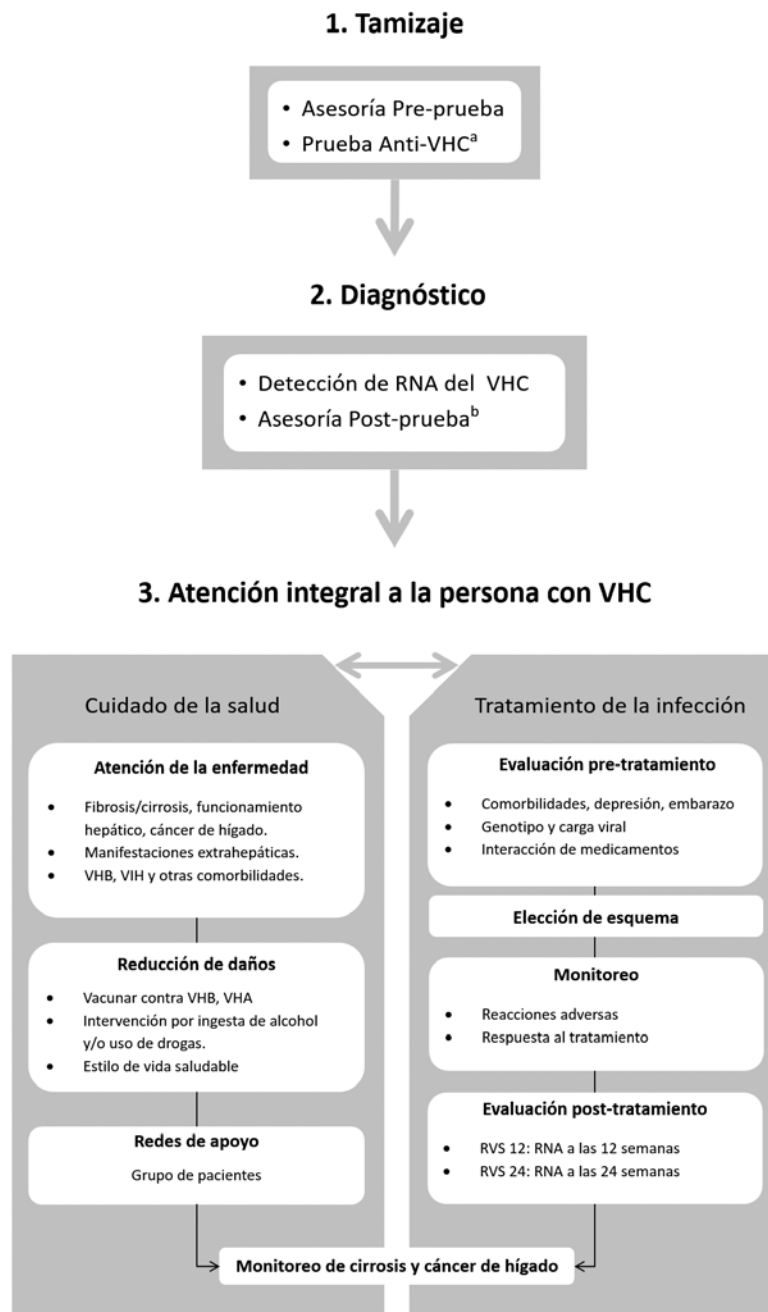 1. Tamizaje
• Asesoría Pre-prueba
• Prueba Anti-VHCa
2. Diagnóstico
• Detección de RNA del VHC
• Asesoría Post-pruebab
3. Atención integral a la persona con VHC
Cuidado de la salud
Atención de la enfermedad
• Fibrosis/cirrosis, funcionamiento
hepático, cáncer de hígado.
• Manifestaciones extrahepáticas.
• VHB, VIH y otras comorbilidades.
Reducción de daños
• Vacunar contra VHB, VHA
• Intervención por ingesta de alcohol
y/o uso de drogas.
• Estilo de vida saludable
Redes de apoyo
Grupo de pacientes
Tratamiento de la infección
Evaluación pre-tratamiento
• Comorbilidades, depresión, embarazo
• Genotipo y carga viral
• Interacción de medicamentos
Elección de esquema
Monitoreo
• Reacciones adversas
• Respuesta al tratamiento
Evaluación post-tratamiento
• RVS 12: RNA a las 12 semanas
• RVS 24: RNA a las 24 semanas
Monitoreo de cirrosis y cáncer de hígado